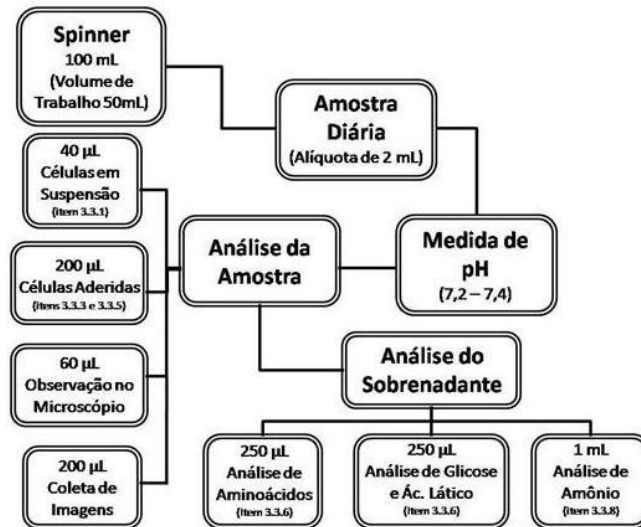 Spinner
100 mL
(Volume de
Trabalho 50mL)
Amostra
Diária
(Alíquota de 2 mL)
Medida de
pH
(7,2 – 7,4)
Análise da
Amostra
40 µL
Células em
Suspensão
(item 3.3.1)
200 µL
Células Aderidas
(itens 3.3.3 e 3.3.5)
60 µL
Observação no
Microscópio
200 µL
Coleta de
Imagens
Análise do
Sobrenadante
250 µL
Análise de
Aminoácidos
(item 3.3.6)
250 µL
Análise de Glicose
e Ác. Lático
(item 3.3.6)
1 mL
Análise de
Amônio
(item 3.3.8)